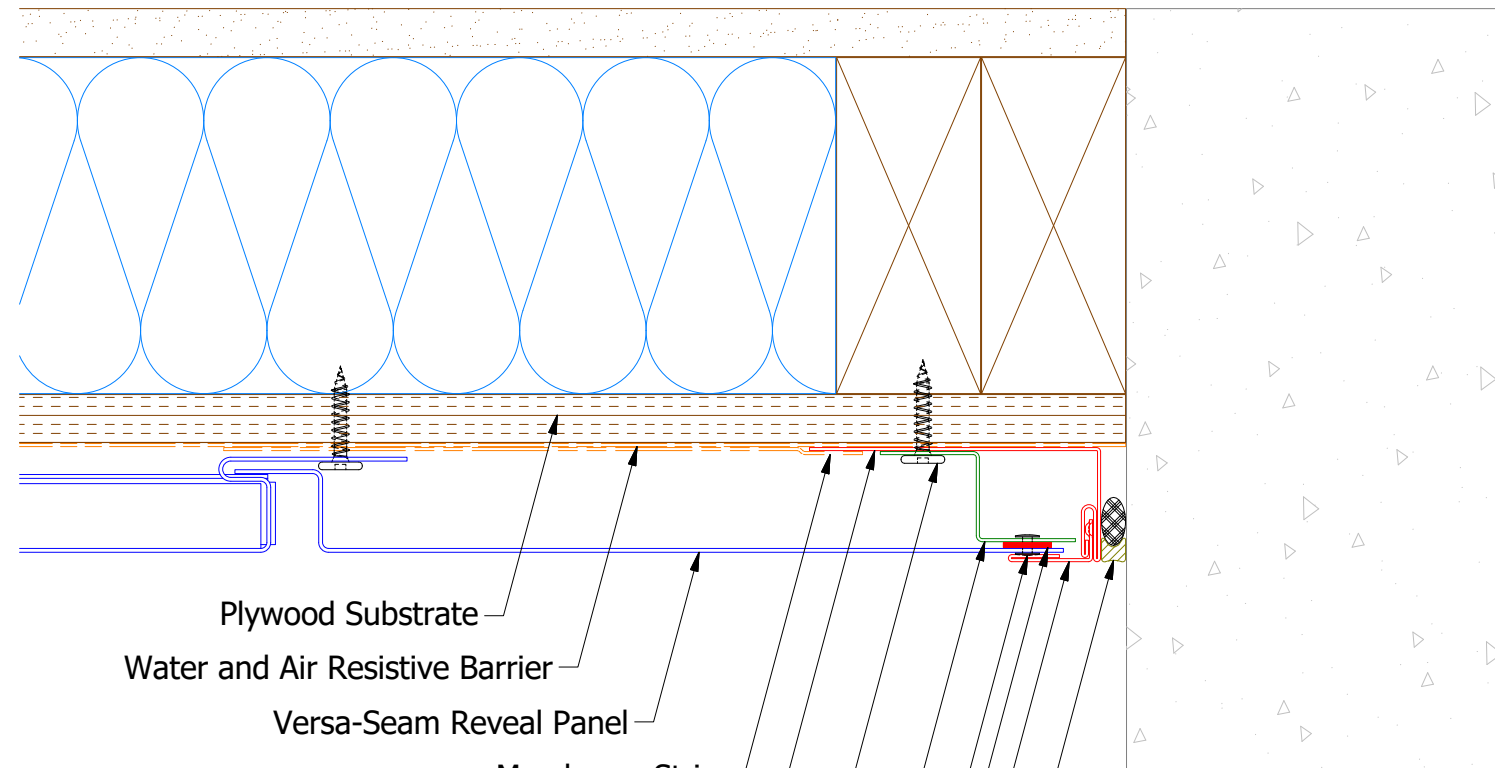 Plywood Substrate
Water and Air Resistive Barrier
Versa-Seam Reveal Panel